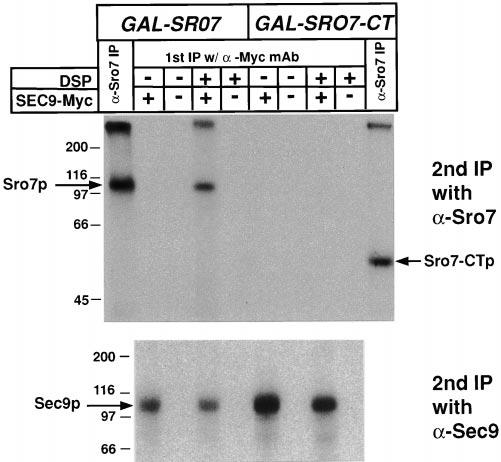 GAL-SR07 GAL-SRO7-CT
α-Sro7 IP 1st IP w/ α -Myc mAb α-Sro7 IP
DSP - - + + - - + +
SEC9-Myc + - + - + - + -
200
116
Sro7p
97
66
45
2nd IP
with
α-Sro7
Sro7-CTp
200
116
Sec9p
97
66
2nd IP
with
α-Sec9